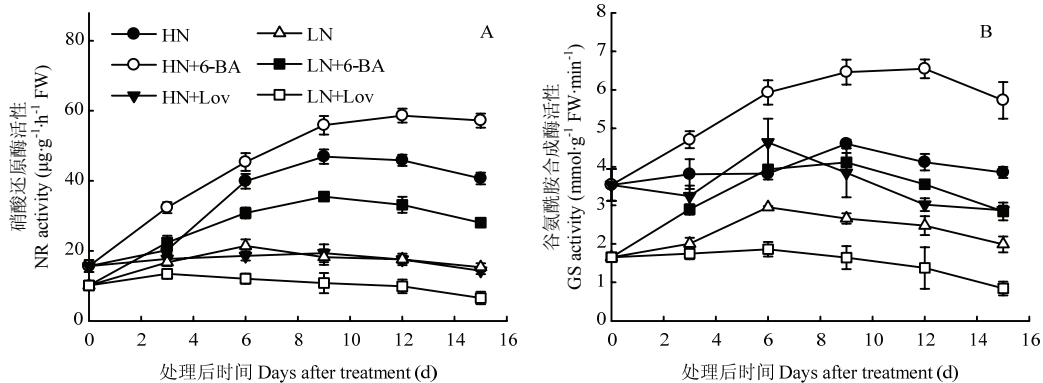 80
60
40
20
0
硝酸还原酶活性
NR activity (μg·g⁻¹·h⁻¹ FW)
HN
LN
A
HN+6-BA
LN+6-BA
HN+Lov
LN+Lov
0 2 4 6 8 10 12 14 16
处理后时间 Days after treatment (d)
8
7
6
5
4
3
2
1
0
谷氨酰胺合成酶活性
GS activity (mmol·g⁻¹ FW·min⁻¹)
B
0 2 4 6 8 10 12 14 16
处理后时间 Days after treatment (d)